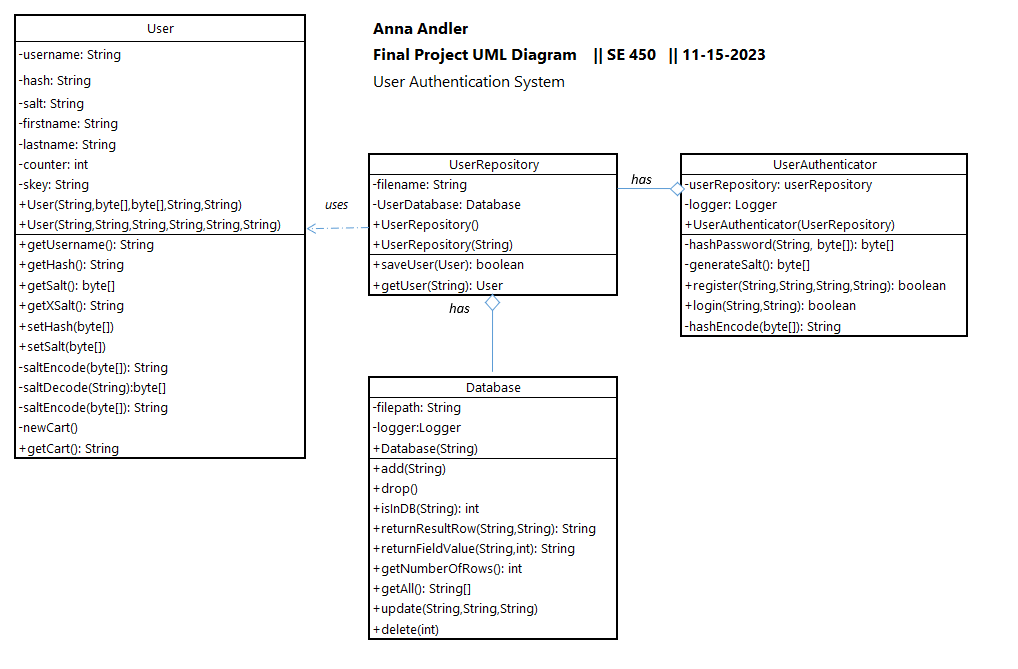 User
-username: String
-hash: String
-salt: String
-firstname: String
-lastname: String
-counter: int
-skey: String
+User(String,byte[],byte[],String,String)
+User(String,String,String,String,String,String)
+getUsername(): String
+getHash(): String
+getSalt(): byte[]
+getXSalt(): String
+setHash(byte[])
+setSalt(byte[])
-saltEncode(byte[]): String
-saltDecode(String):byte[]
-saltEncode(byte[]): String
-newCart()
+getCart(): String
Anna Andler
Final Project UML Diagram || SE 450 || 11-15-2023
User Authentication System
uses
UserRepository
-filename: String
-UserDatabase: Database
+UserRepository()
+UserRepository(String)
+saveUser(User): boolean
+getUser(String): User
has
UserAuthenticator
-userRepository: userRepository
-logger: Logger
+UserAuthenticator(UserRepository)
-hashPassword(String, byte[]): byte[]
-generateSalt(): byte[]
+register(String,String,String,String): boolean
+login(String,String): boolean
-hashEncode(byte[]): String
has
Database
-filepath: String
-logger:Logger
+Database(String)
+add(String)
+drop()
+isInDB(String): int
+returnResultRow(String,String): String
+returnFieldValue(String,int): String
+getNumberOfRows(): int
+getAll(): String[]
+update(String,String,String)
+delete(int)